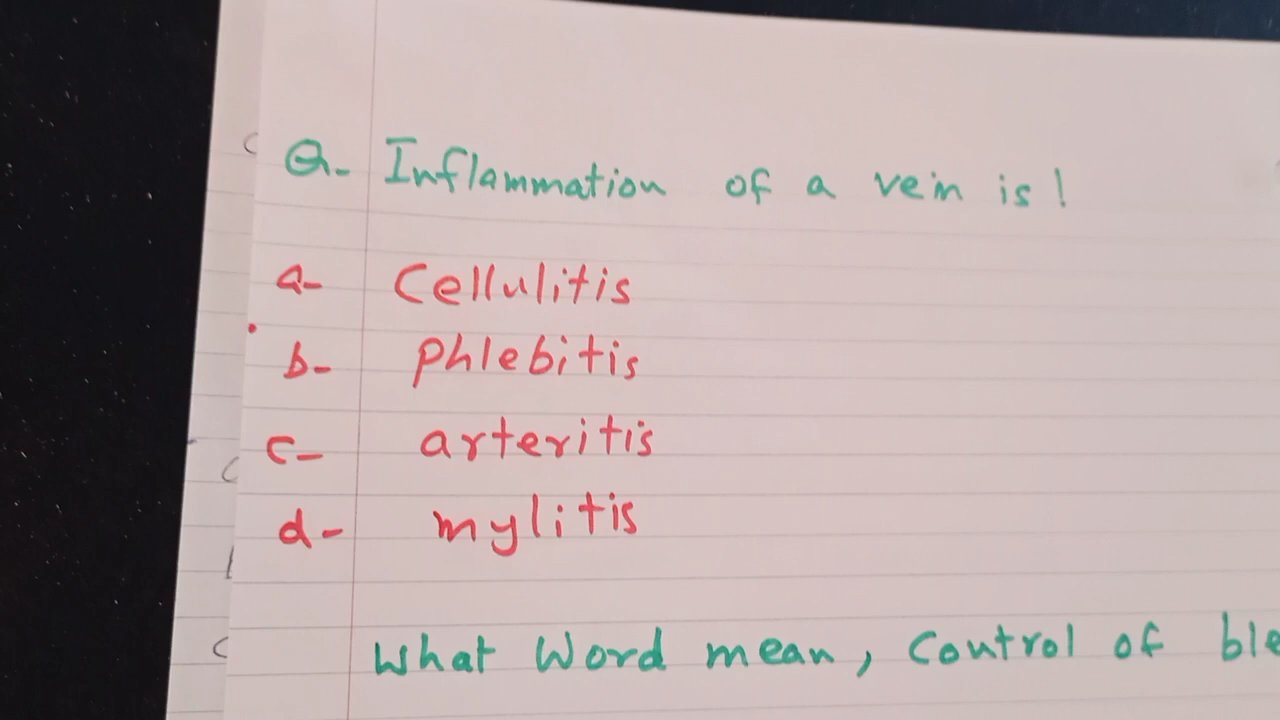 Q- Inflammation of a vein is!
a- Cellulitis
b- phlebitis
c- arteritis
d- mylitis
What Word mean, Control of